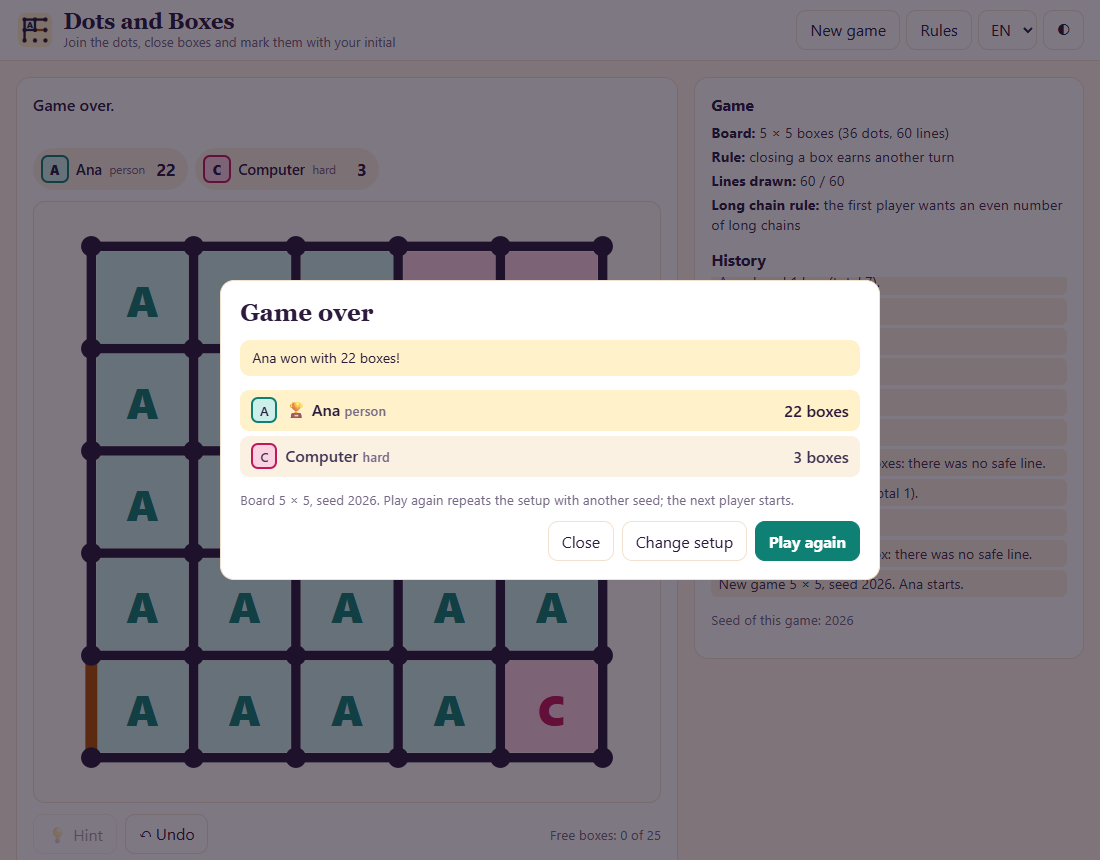 Dots and Boxes
Join the dots, close boxes and mark them with your initial
New game
Rules
EN
Game over.
A Ana person 22
C Computer hard 3
A
A
A
A A A A A
A A A A C
Hint
Undo
Free boxes: 0 of 25
Game over
Ana won with 22 boxes!
A Ana person 22 boxes
C Computer hard 3 boxes
Board 5 × 5, seed 2026. Play again repeats the setup with another seed; the next player starts.
Close
Change setup
Play again
Game
Board: 5 × 5 boxes (36 dots, 60 lines)
Rule: closing a box earns another turn
Lines drawn: 60 / 60
Long chain rule: the first player wants an even number
of long chains
History
xes: there was no safe line.
otal 1).
x: there was no safe line.
New game 5 × 5, seed 2026. Ana starts.
Seed of this game: 2026